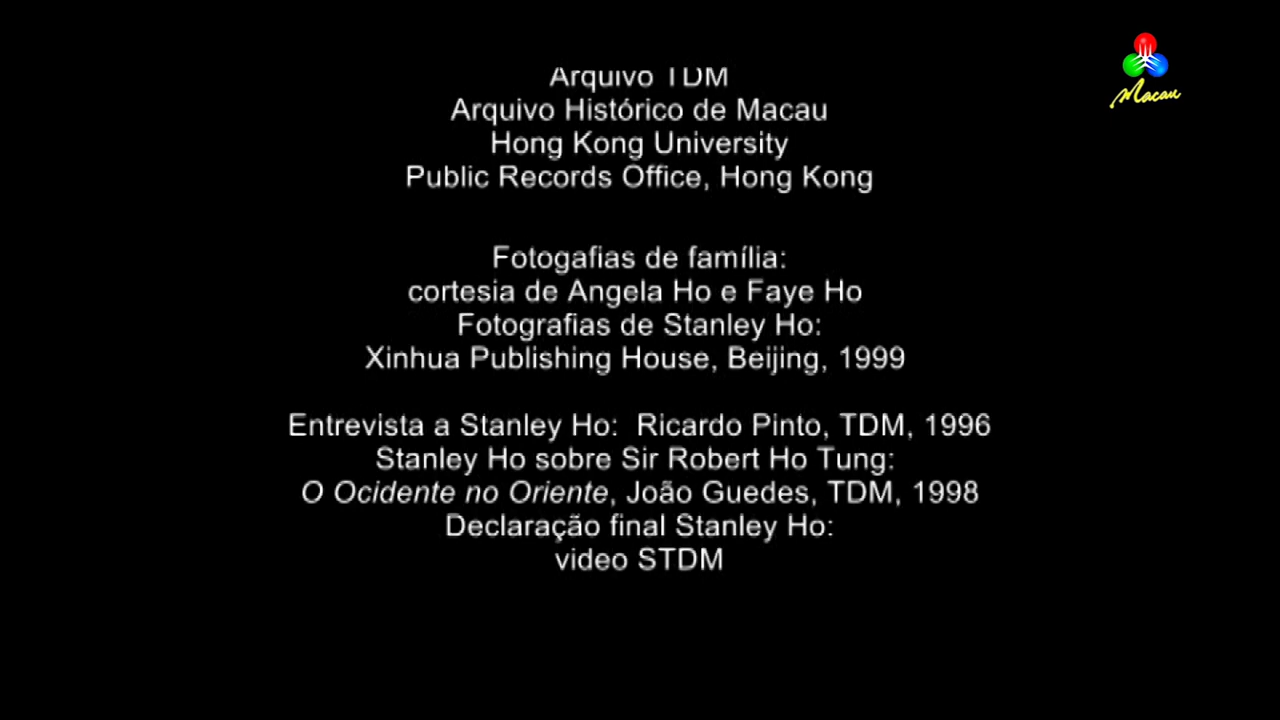 Arquivo TDM
Arquivo Histórico de Macau
Hong Kong University
Public Records Office, Hong Kong
Fotogafias de família:
cortesia de Angela Ho e Faye Ho
Fotografias de Stanley Ho:
Xinhua Publishing House, Beijing, 1999
Entrevista a Stanley Ho:  Ricardo Pinto, TDM, 1996
Stanley Ho sobre Sir Robert Ho Tung:
O Ocidente no Oriente, João Guedes, TDM, 1998
Declaração final Stanley Ho:
video STDM
Macau